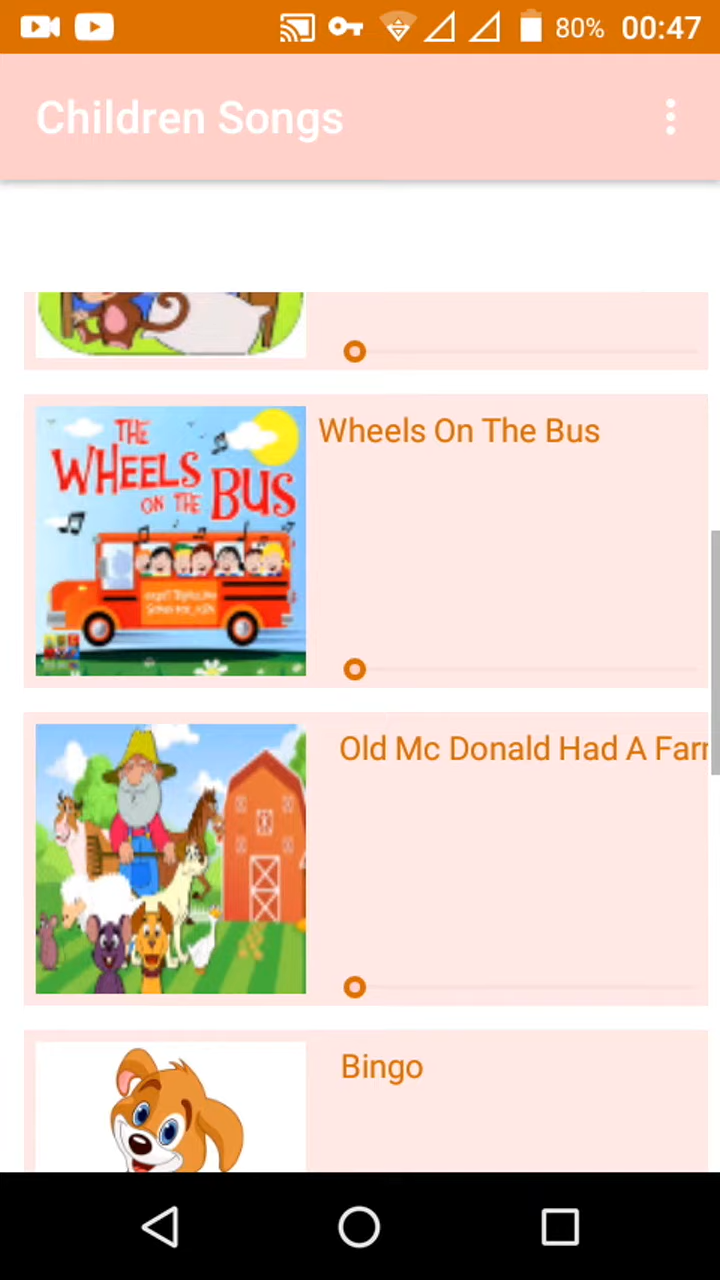 80% 00:47
Children Songs
THE
WHEELS
ON THE BUS
Wheels On The Bus
Old Mc Donald Had A Farm
Bingo